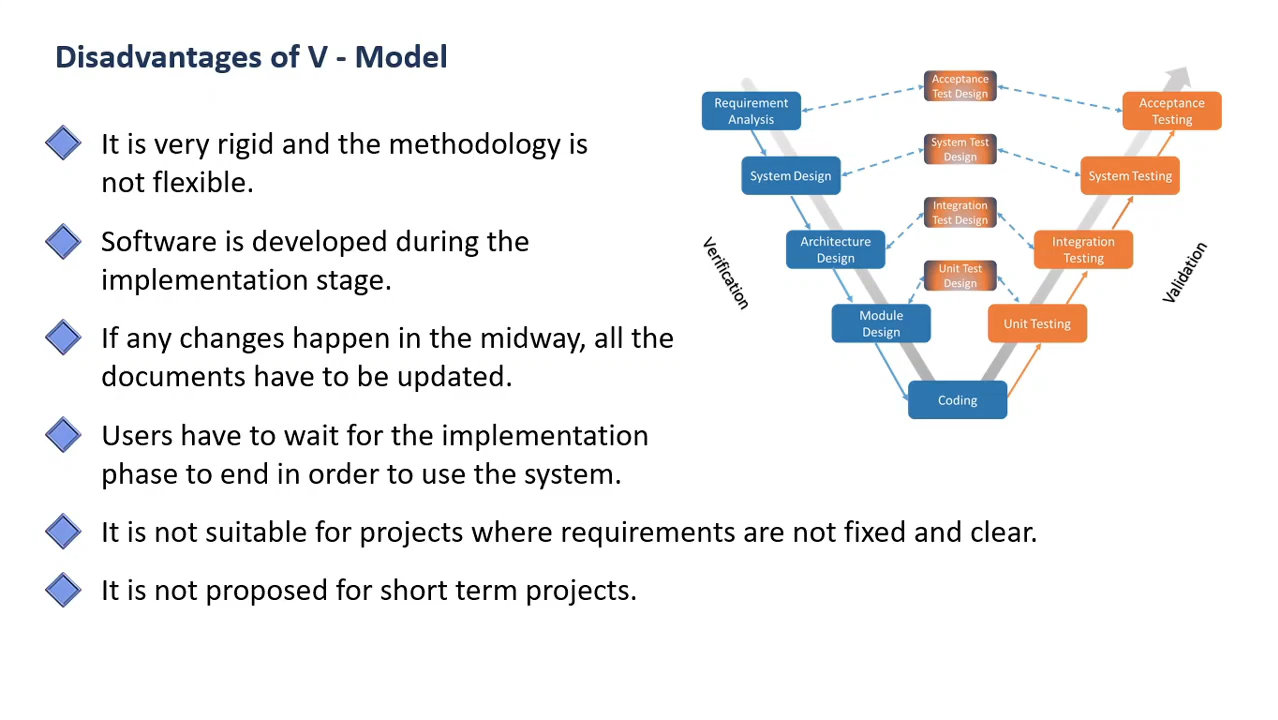 Disadvantages of V - Model
It is very rigid and the methodology is
not flexible.
Software is developed during the
implementation stage.
If any changes happen in the midway, all the
documents have to be updated.
Users have to wait for the implementation
phase to end in order to use the system.
It is not suitable for projects where requirements are not fixed and clear.
It is not proposed for short term projects.
Requirement
Analysis
Acceptance
Test Design
Acceptance
Testing
System Design
System Test
Design
System Testing
Architecture
Design
Integration
Test Design
Integration
Testing
Module
Design
Unit Test
Design
Unit Testing
Coding
Verification
Validation